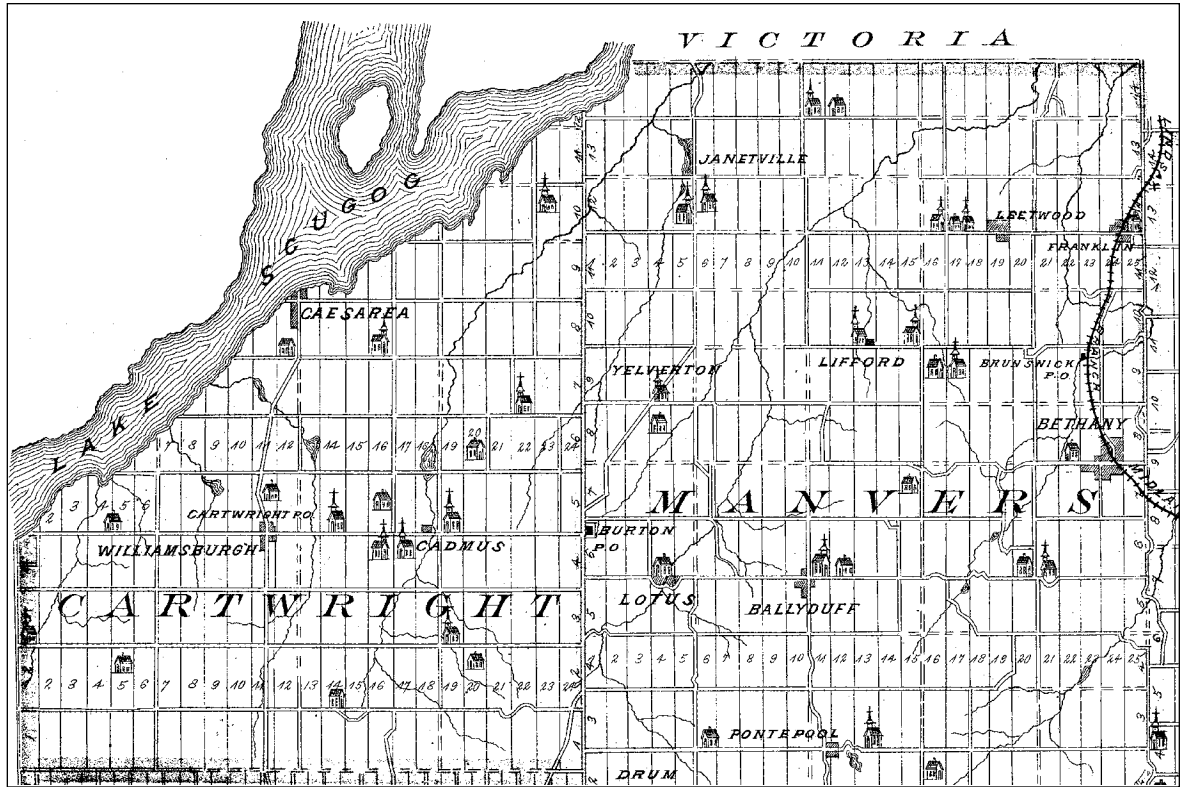 VICTORIA
JANETVILLE
LAKE SCUGOG
LEETWOOD
FRANKLIN
1 2 3 4 5 6 7 8 9 10 11 12 13 14 15 16 17 18 19 20 21 22 23 24 25
CAESAREA
LIFFORD
BRUNSWICK
P.O.
BRANCH
YELVERTON
BETHANY
7 8 9 10 11 12 14 15 16 17 18 19 20 21 22 23 24
MIDLA
2 3 4 5 6
MANVERS
CARTWRIGHT P.O.
BURTON
P.O
WILLIAMSBURGH
CADMUS
CARTWRIGHT
LOTUS
BALLYDUFF
2 3 4 5 6 7 8 9 10 11 12 13 14 15 16 17 18 19 20 21 22 23 24 25
2 3 4 5 6 7 8 9 10 11 12 13 14 15 16 17 18 19 20 21 22 23 24
PONTEPOOL
DRUM